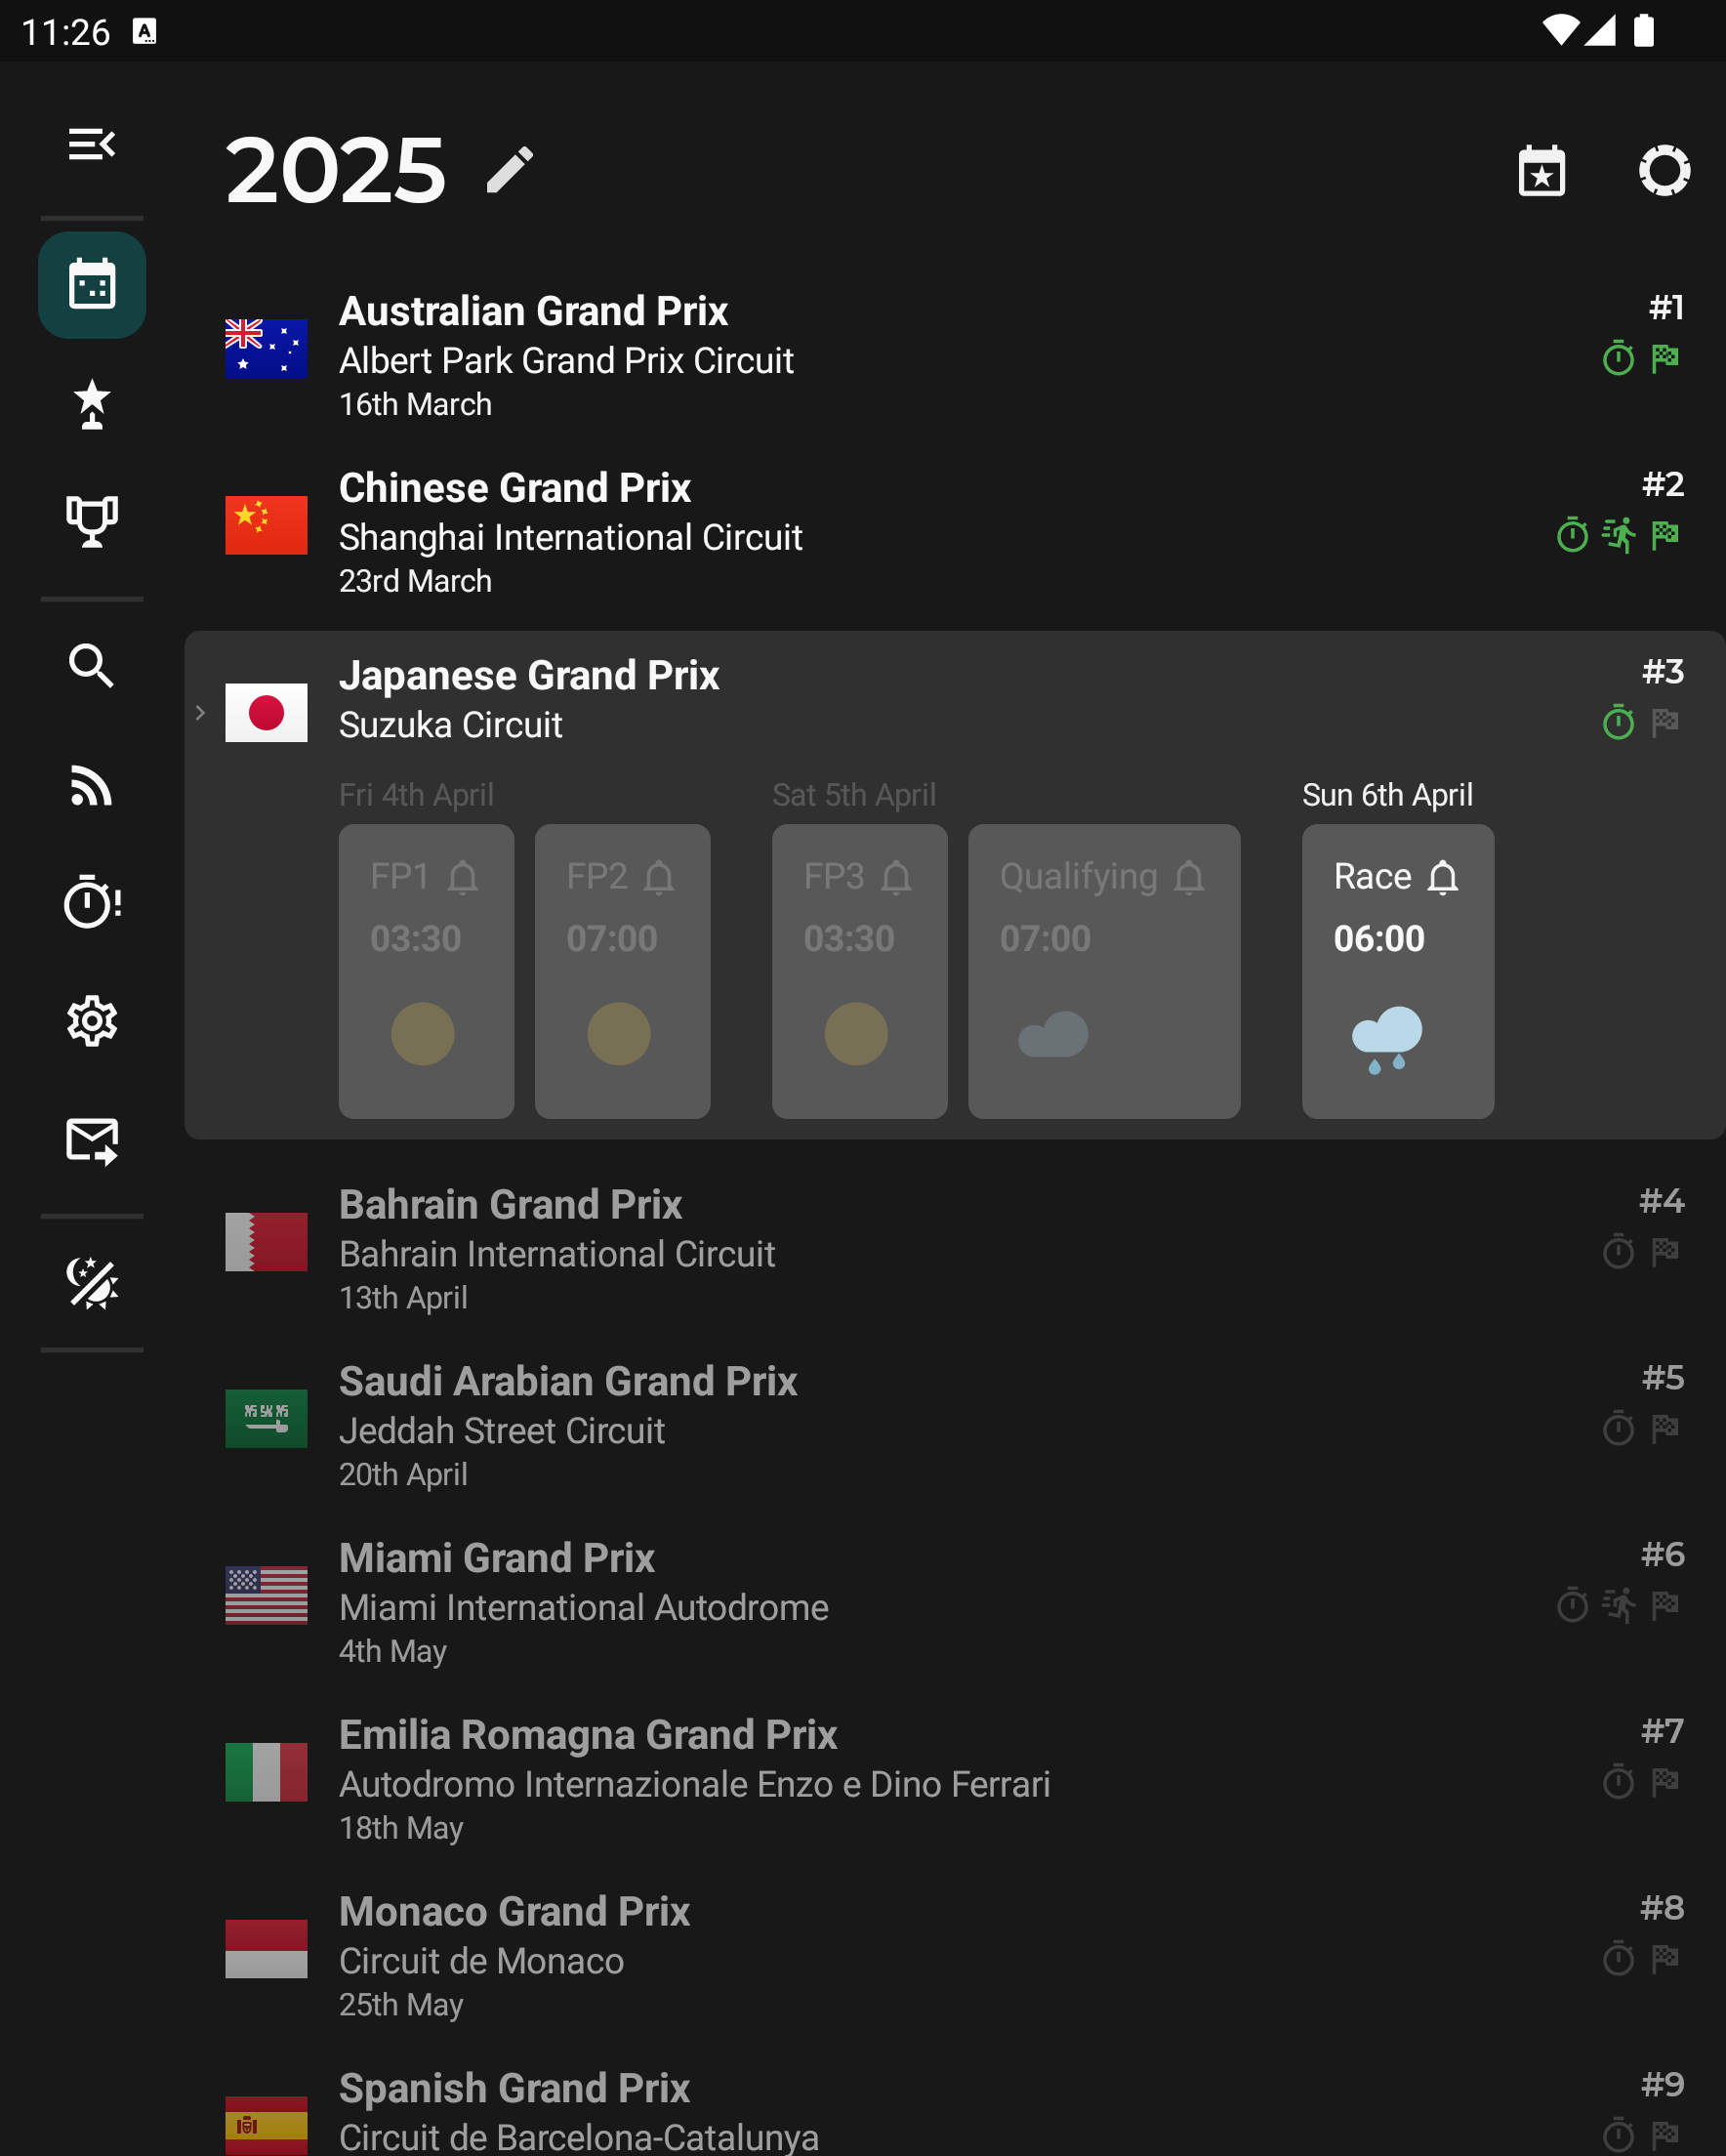 11:26
2025
Australian Grand Prix
#1
Albert Park Grand Prix Circuit
16th March
Chinese Grand Prix
#2
Shanghai International Circuit
23rd March
Japanese Grand Prix
#3
Suzuka Circuit
Fri 4th April
Sat 5th April
Sun 6th April
FP1
FP2
FP3
Qualifying
Race
03:30
07:00
03:30
07:00
06:00
Bahrain Grand Prix
#4
Bahrain International Circuit
13th April
Saudi Arabian Grand Prix
#5
Jeddah Street Circuit
20th April
Miami Grand Prix
#6
Miami International Autodrome
4th May
Emilia Romagna Grand Prix
#7
Autodromo Internazionale Enzo e Dino Ferrari
18th May
Monaco Grand Prix
#8
Circuit de Monaco
25th May
Spanish Grand Prix
#9
Circuit de Barcelona-Catalunya